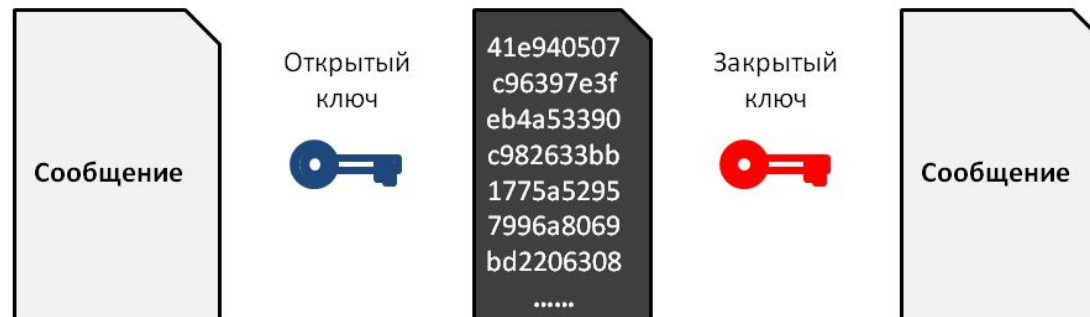 Сообщение
Открытый
ключ
41e940507
c96397e3f
eb4a53390
c982633bb
1775a5295
7996a8069
bd2206308
......
Закрытый
ключ
Сообщение